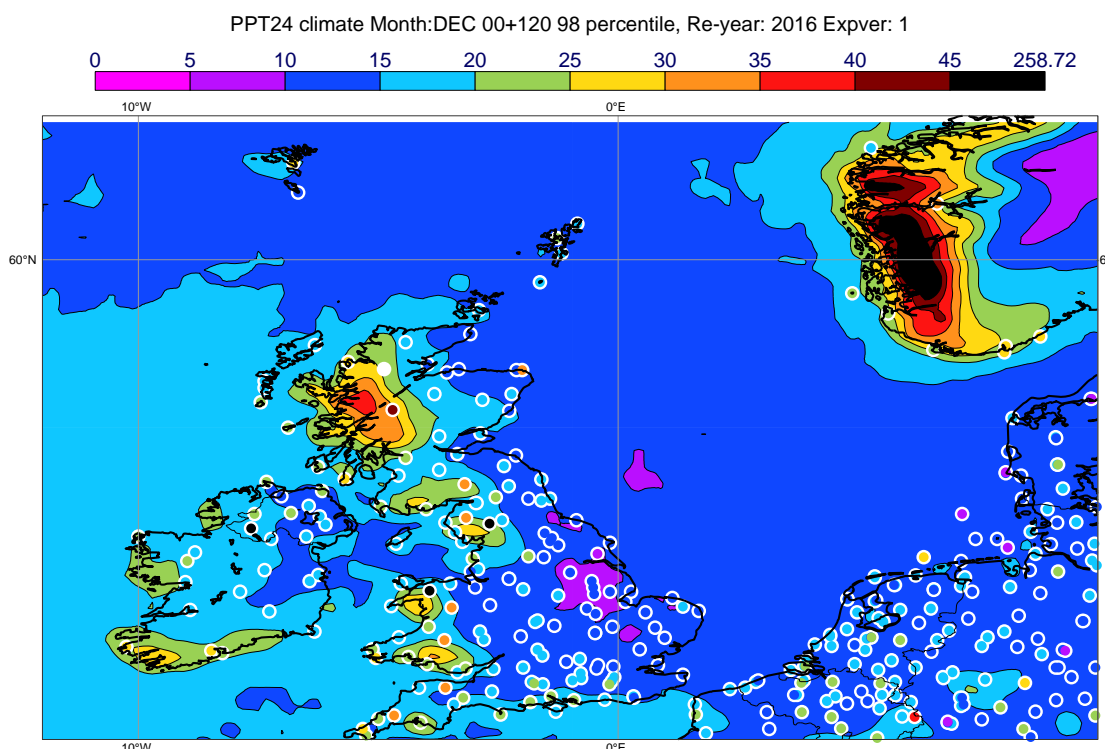 PPT24 climate Month:DEC 00+120 98 percentile, Re-year: 2016 Expver: 1
0 5 10 15 20 25 30 35 40 45 258.72
10°W 0°E
60°N 6
10°W 0°E